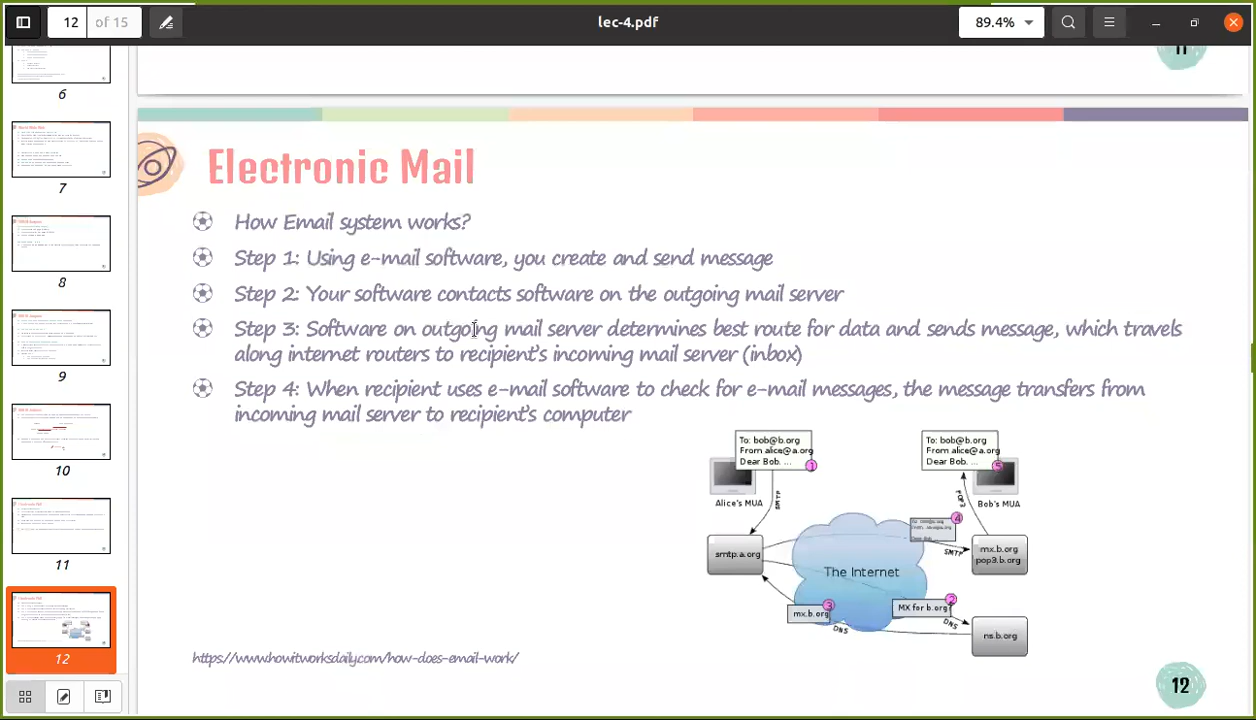 12 of 15
lec-4.pdf
89.4%
11
6
7
8
9
10
11
12
Electronic Mail
How Email system works?
Step 1: Using e-mail software, you create and send message
Step 2: Your software contacts software on the outgoing mail server
Step 3: Software on outgoing mail server determines best route for data and sends message, which travels
along internet routers to recipient's incoming mail server (inbox)
Step 4: When recipient uses e-mail software to check for e-mail messages, the message transfers from
incoming mail server to recipient's computer
To: bob@b.org
From alice@a.org
Dear Bob. ...
1
Alice's MUA
SMTP
To: bob@b.org
From alice@a.org
Dear Bob. ...
5
Bob's MUA
POP3
smtp.a.org
The Internet
4
SMTP
mx.b.org
pop3.b.org
mx.b.org
3
DNS
MX for b.org?
2
DNS
ns.b.org
https://www.howitworksdaily.com/how-does-email-work/
12